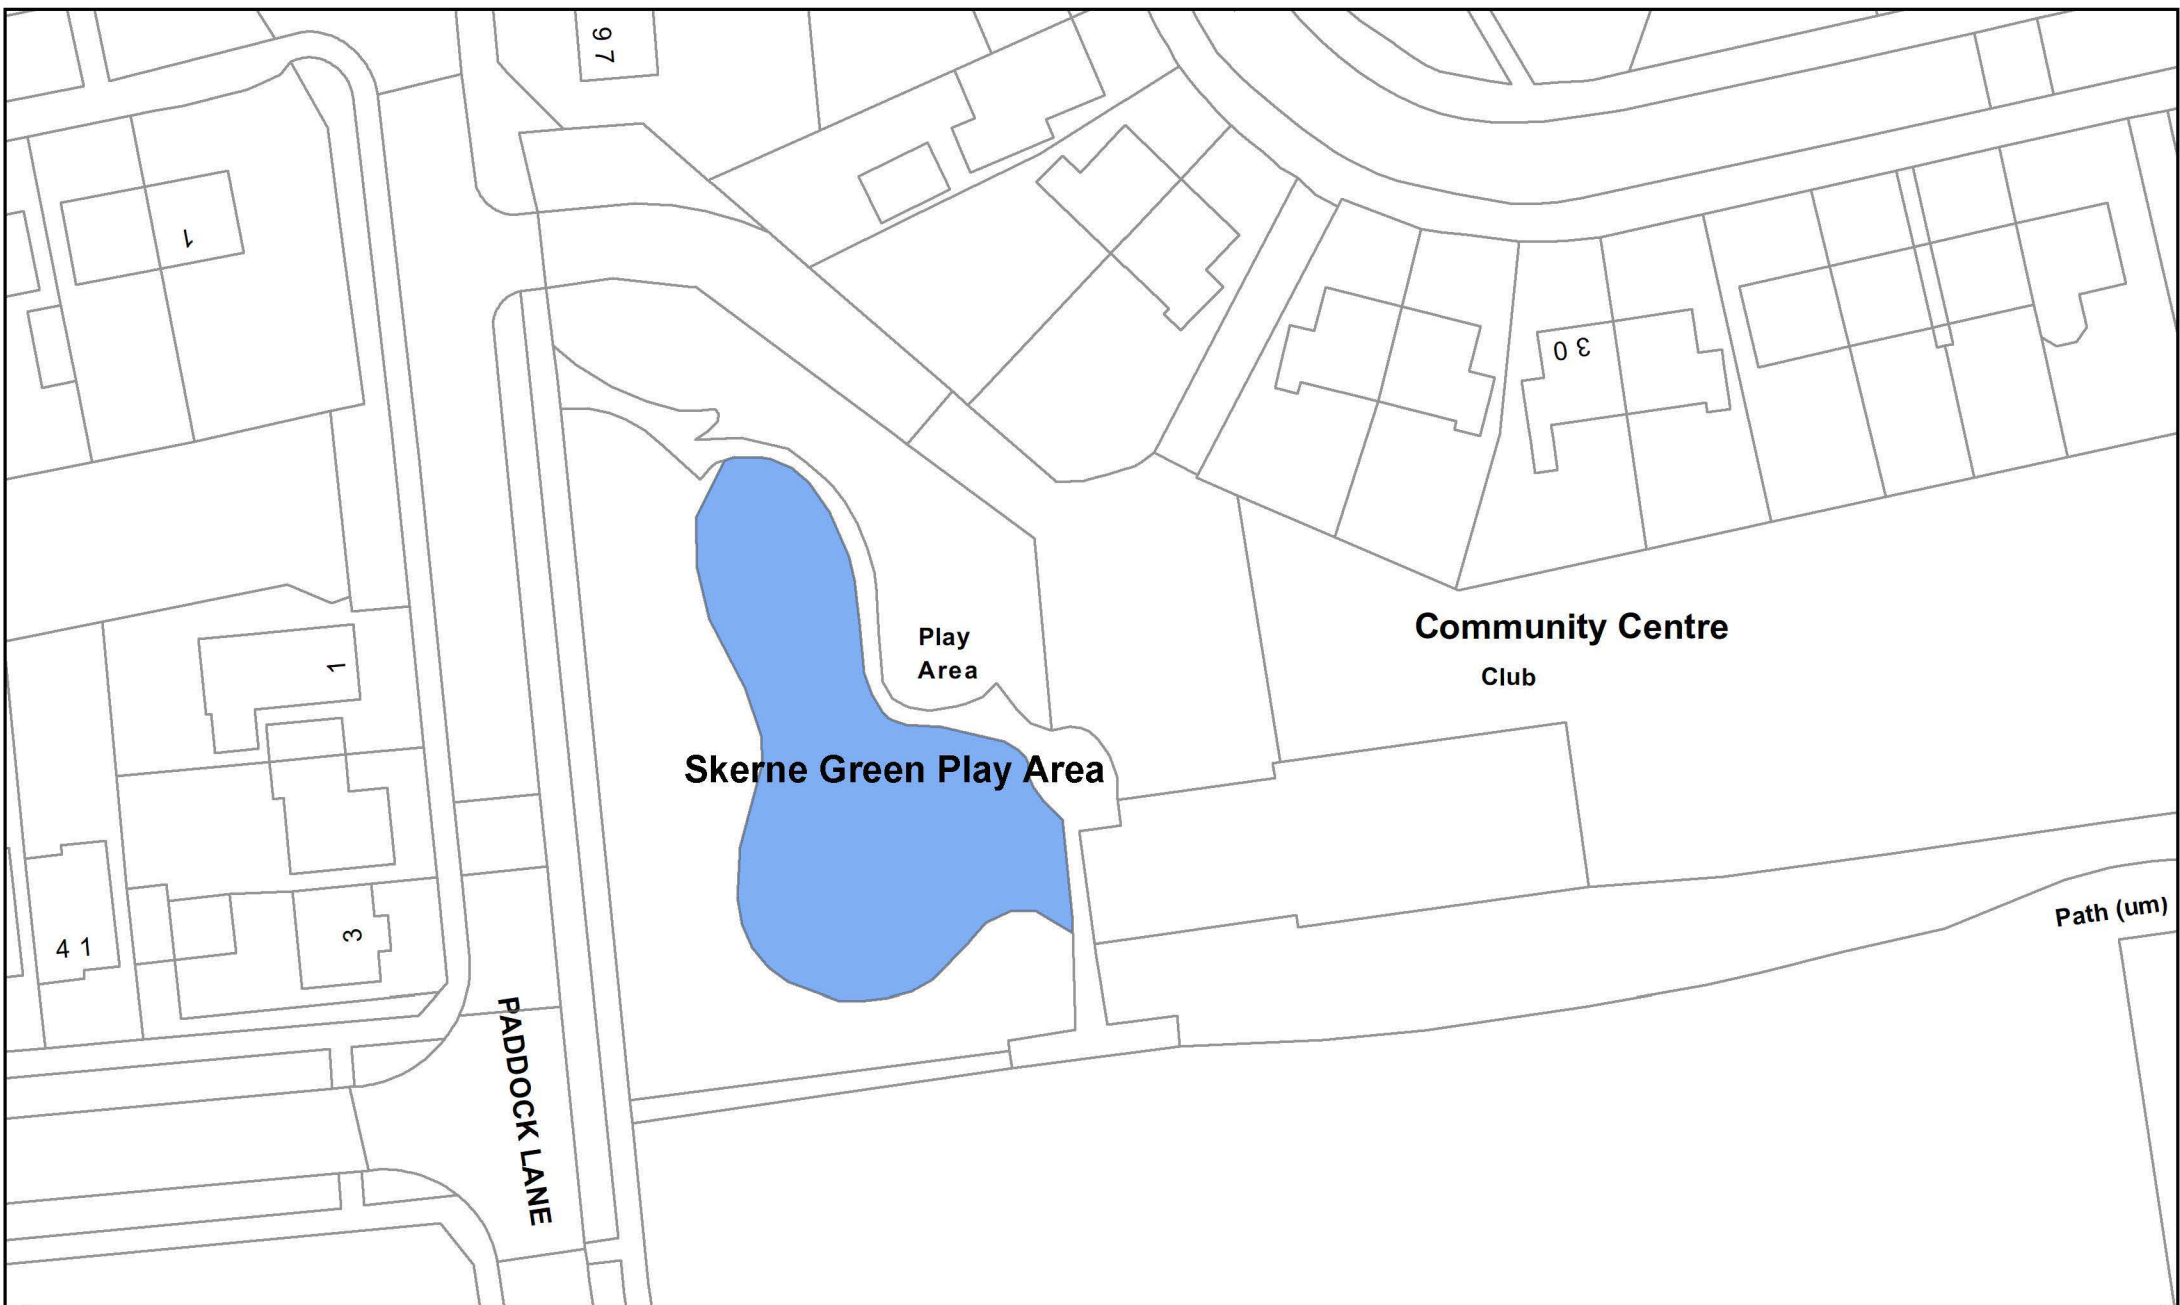 97
1
30
Play
Area
Community Centre
Club
1
Skerne Green Play Area
41
3
Path (um)
PADDOCK LANE